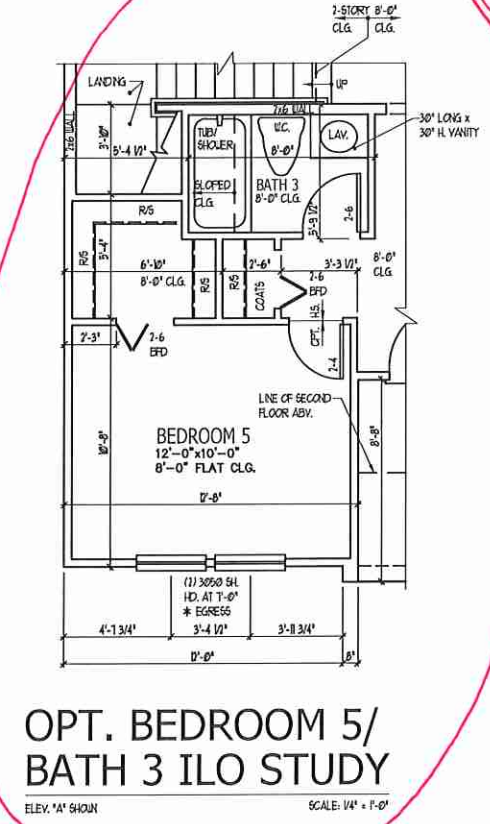 2-STORY 8'-0"
CLG. CLG.
LANDING
UP
2x6 WALL
2x6 WALL
3'-10"
5'-4 1/2"
TUB/
SHOWER
W.C.
LAV.
30" LONG x
30" H. VANITY
6'-0"
SLOPED
CLG.
BATH 3
8'-0" CLG.
5'-9 1/2"
2-6
R/S
R/S
5'-4"
6'-10"
8'-0" CLG.
R/S
R/S
2'-6"
COATS
3'-3 1/2"
2-6
BFD
8'-0"
CLG.
2'-3"
2-6
BFD
OPT. H.S.
2-4
LINE OF SECOND
FLOOR ABV.
8'-8"
10'-8"
BEDROOM 5
12'-0"x10'-0"
8'-0" FLAT CLG.
12'-8"
(2) 3050 SH.
HD. AT 7'-0"
* EGRESS
4'-7 3/4"
3'-4 1/2"
3'-11 3/4"
12'-0"
8"
OPT. BEDROOM 5/
BATH 3 ILO STUDY
ELEV. "A" SHOWN
SCALE: 1/4" = 1'-0"